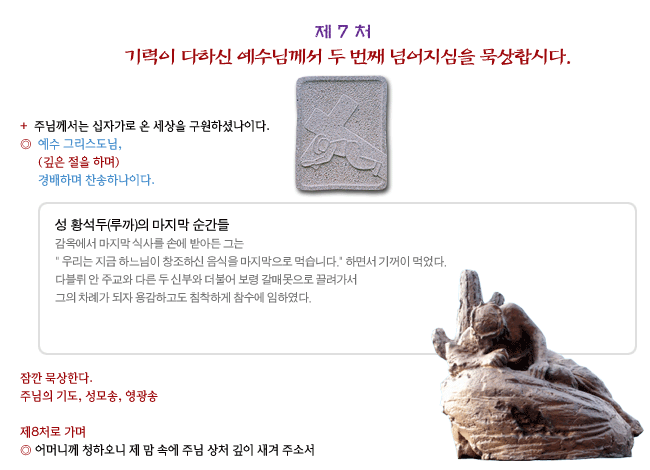 제 7 처
기력이 다하신 예수님께서 두 번째 넘어지심을 묵상합시다.
+ 주님께서는 십자가로 온 세상을 구원하셨나이다.
◎ 예수 그리스도님,
(깊은 절을 하며)
경배하며 찬송하나이다.
성 황석두(루까)의 마지막 순간들
감옥에서 마지막 식사를 손에 받아든 그는
" 우리는 지금 하느님이 창조하신 음식을 마지막으로 먹습니다." 하면서 기꺼이 먹었다.
다블뤼 안 주교와 다른 두 신부와 더불어 보령 갈매못으로 끌려가서
그의 차례가 되자 용감하고도 침착하게 참수에 임하였다.
잠깐 묵상한다.
주님의 기도, 성모송, 영광송
제8처로 가며
◎ 어머니께 청하오니 제 맘 속에 주님 상처 깊이 새겨 주소서